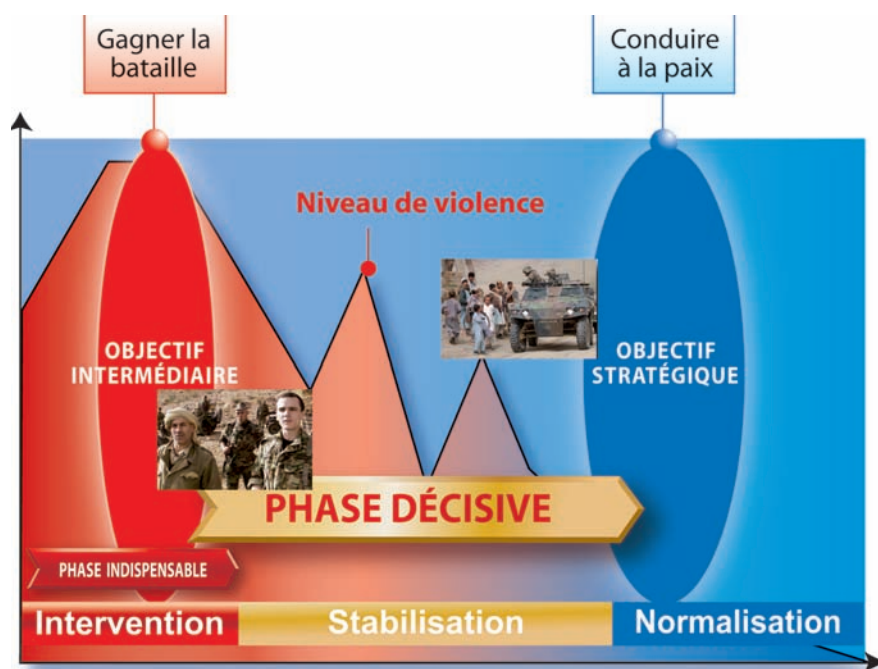 Gagner la
bataille
Conduire
à la paix
Niveau de violence
OBJECTIF
INTERMÉDIAIRE
OBJECTIF
STRATÉGIQUE
PHASE DÉCISIVE
PHASE INDISPENSABLE
Intervention
Stabilisation
Normalisation